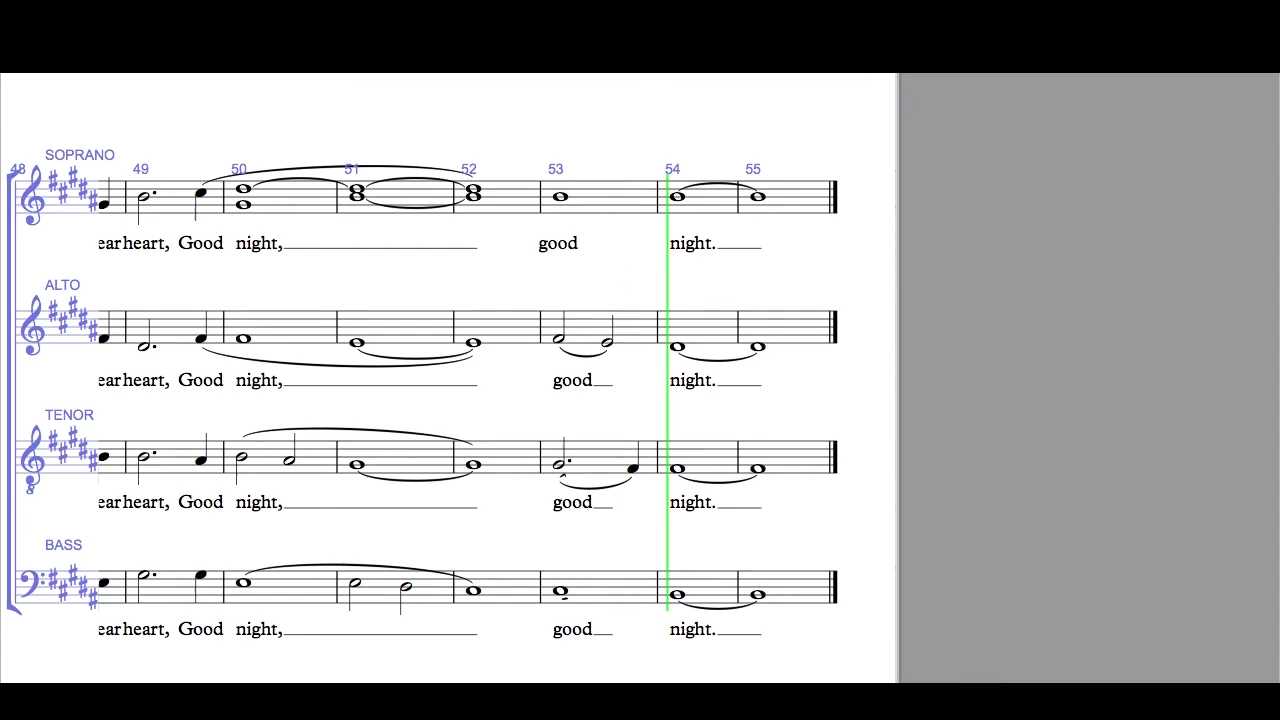 SOPRANO
48 49 50 51 52 53 54 55
earheart, Good night, good night.
ALTO
earheart, Good night, good night.
TENOR
8
earheart, Good night, good night.
BASS
earheart, Good night, good night.